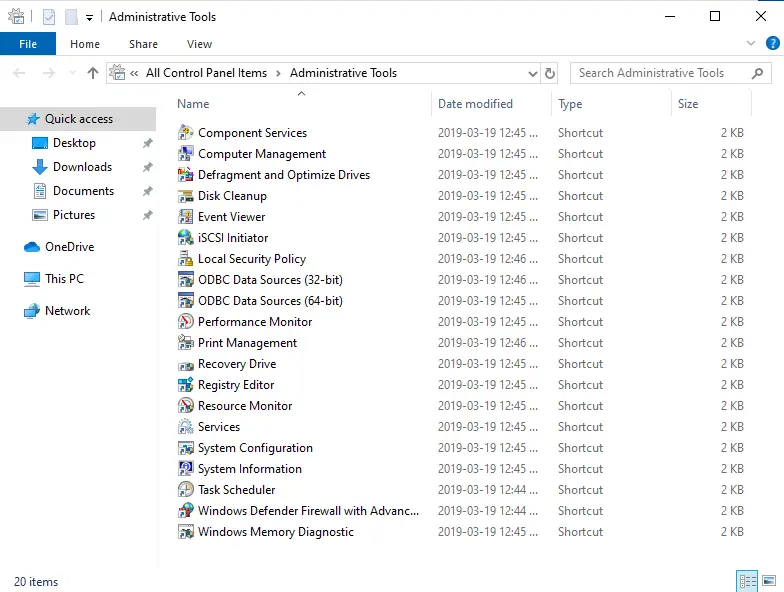 Administrative Tools
File Home Share View
« All Control Panel Items › Administrative Tools Search Administrative Tools
Name Date modified Type Size
Quick access
Desktop
Downloads
Documents
Pictures
OneDrive
This PC
Network
Component Services 2019-03-19 12:45 ... Shortcut 2 KB
Computer Management 2019-03-19 12:45 ... Shortcut 2 KB
Defragment and Optimize Drives 2019-03-19 12:45 ... Shortcut 2 KB
Disk Cleanup 2019-03-19 12:45 ... Shortcut 2 KB
Event Viewer 2019-03-19 12:45 ... Shortcut 2 KB
iSCSI Initiator 2019-03-19 12:45 ... Shortcut 2 KB
Local Security Policy 2019-03-19 12:46 ... Shortcut 2 KB
ODBC Data Sources (32-bit) 2019-03-19 12:46 ... Shortcut 2 KB
ODBC Data Sources (64-bit) 2019-03-19 12:45 ... Shortcut 2 KB
Performance Monitor 2019-03-19 12:45 ... Shortcut 2 KB
Print Management 2019-03-19 12:46 ... Shortcut 2 KB
Recovery Drive 2019-03-19 12:45 ... Shortcut 2 KB
Registry Editor 2019-03-19 12:45 ... Shortcut 2 KB
Resource Monitor 2019-03-19 12:45 ... Shortcut 2 KB
Services 2019-03-19 12:45 ... Shortcut 2 KB
System Configuration 2019-03-19 12:45 ... Shortcut 2 KB
System Information 2019-03-19 12:45 ... Shortcut 2 KB
Task Scheduler 2019-03-19 12:44 ... Shortcut 2 KB
Windows Defender Firewall with Advanc... 2019-03-19 12:44 ... Shortcut 2 KB
Windows Memory Diagnostic 2019-03-19 12:45 ... Shortcut 2 KB
20 items